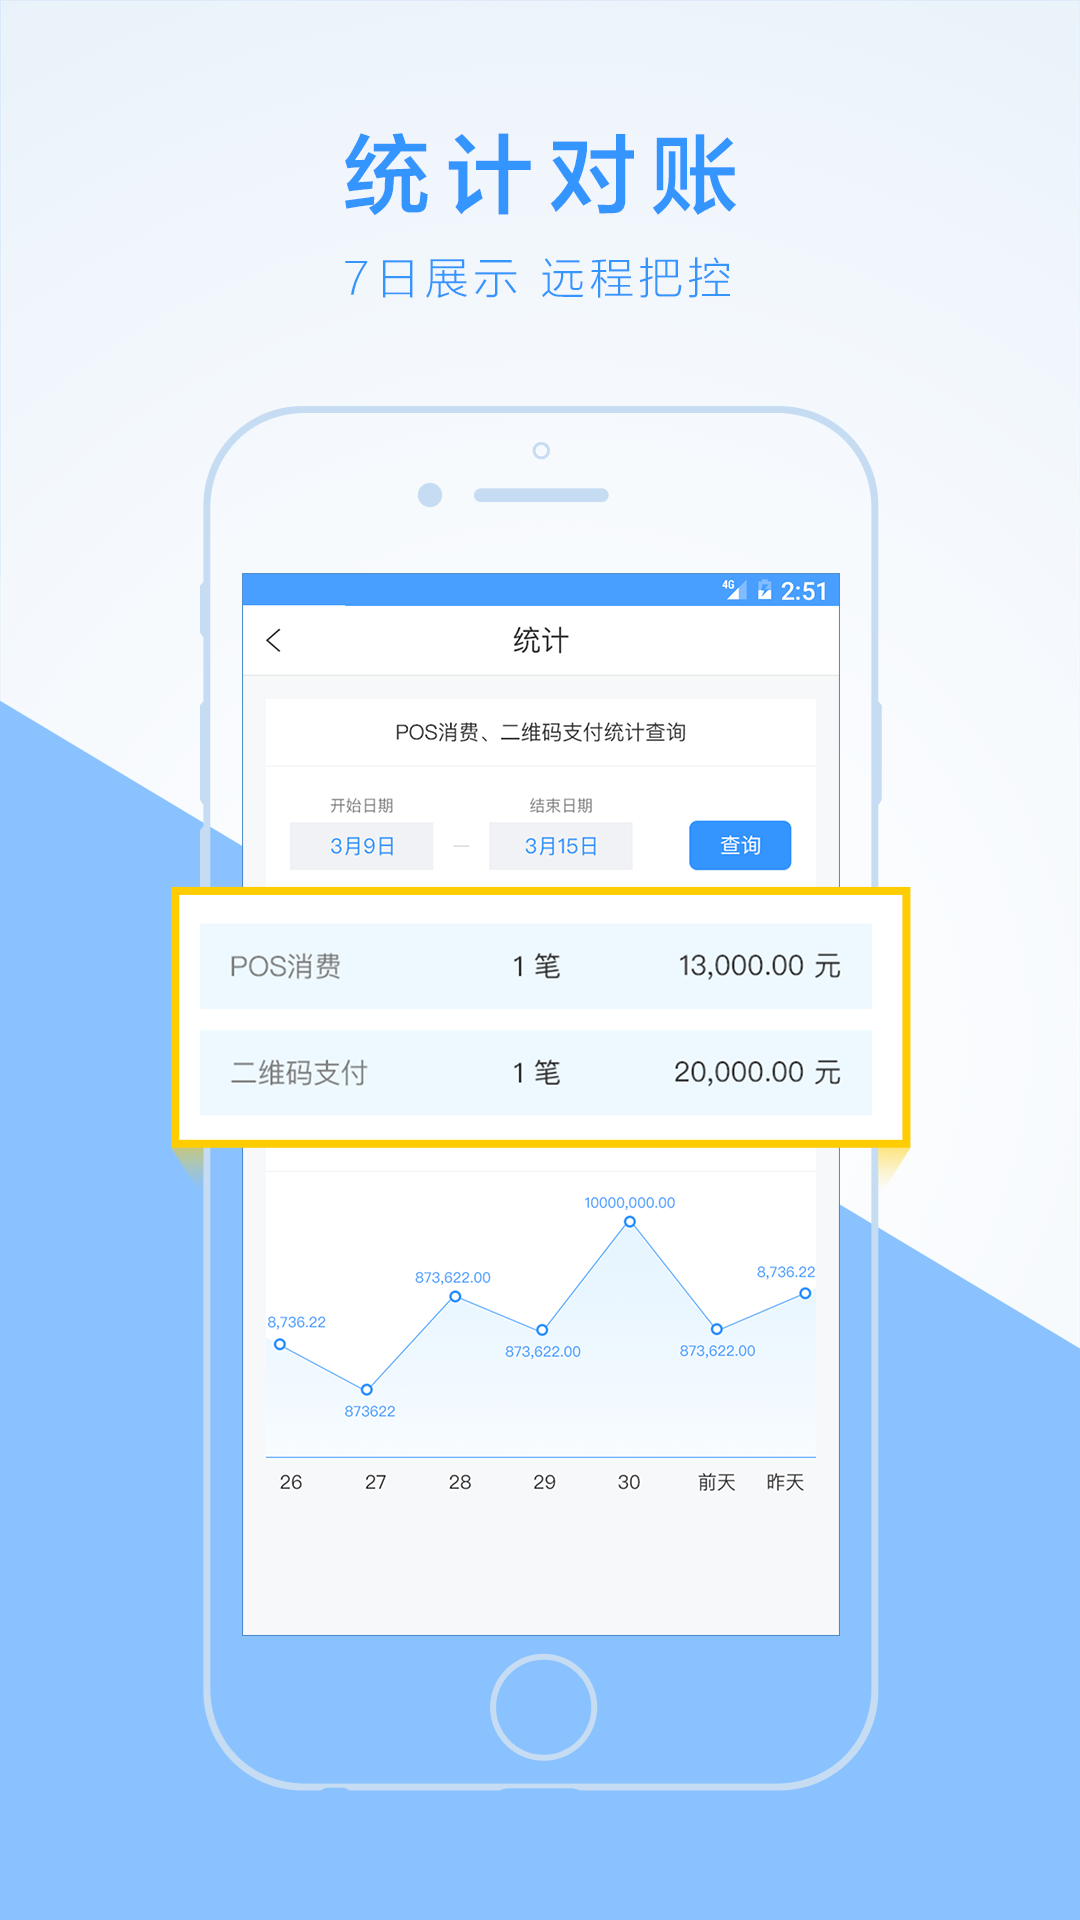 统计对账
7日展示 远程把控
4G 2:51
统计
POS消费、二维码支付统计查询
开始日期 结束日期
3月9日 — 3月15日 查询
POS消费 1 笔 13,000.00 元
二维码支付 1 笔 20,000.00 元
10000,000.00
873,622.00 8,736.22
8,736.22
873,622.00 873,622.00
873622
26 27 28 29 30 前天 昨天